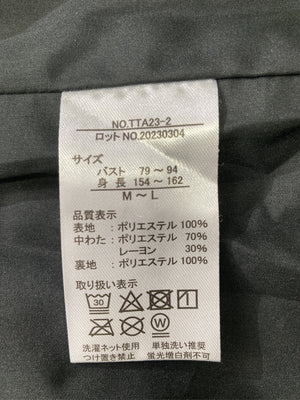 NO.TTA23-2
ロット NO.20230304
サイズ
バスト 79～94
身 長 154～162
M ～ L
品質表示
表地 : ポリエステル 100%
中わた : ポリエステル 70%
レーヨン 30%
裏地 : ポリエステル 100%
取り扱い表示
30
W
洗濯ネット使用 単独洗い推奨
つけ置き禁止 蛍光増白剤不可